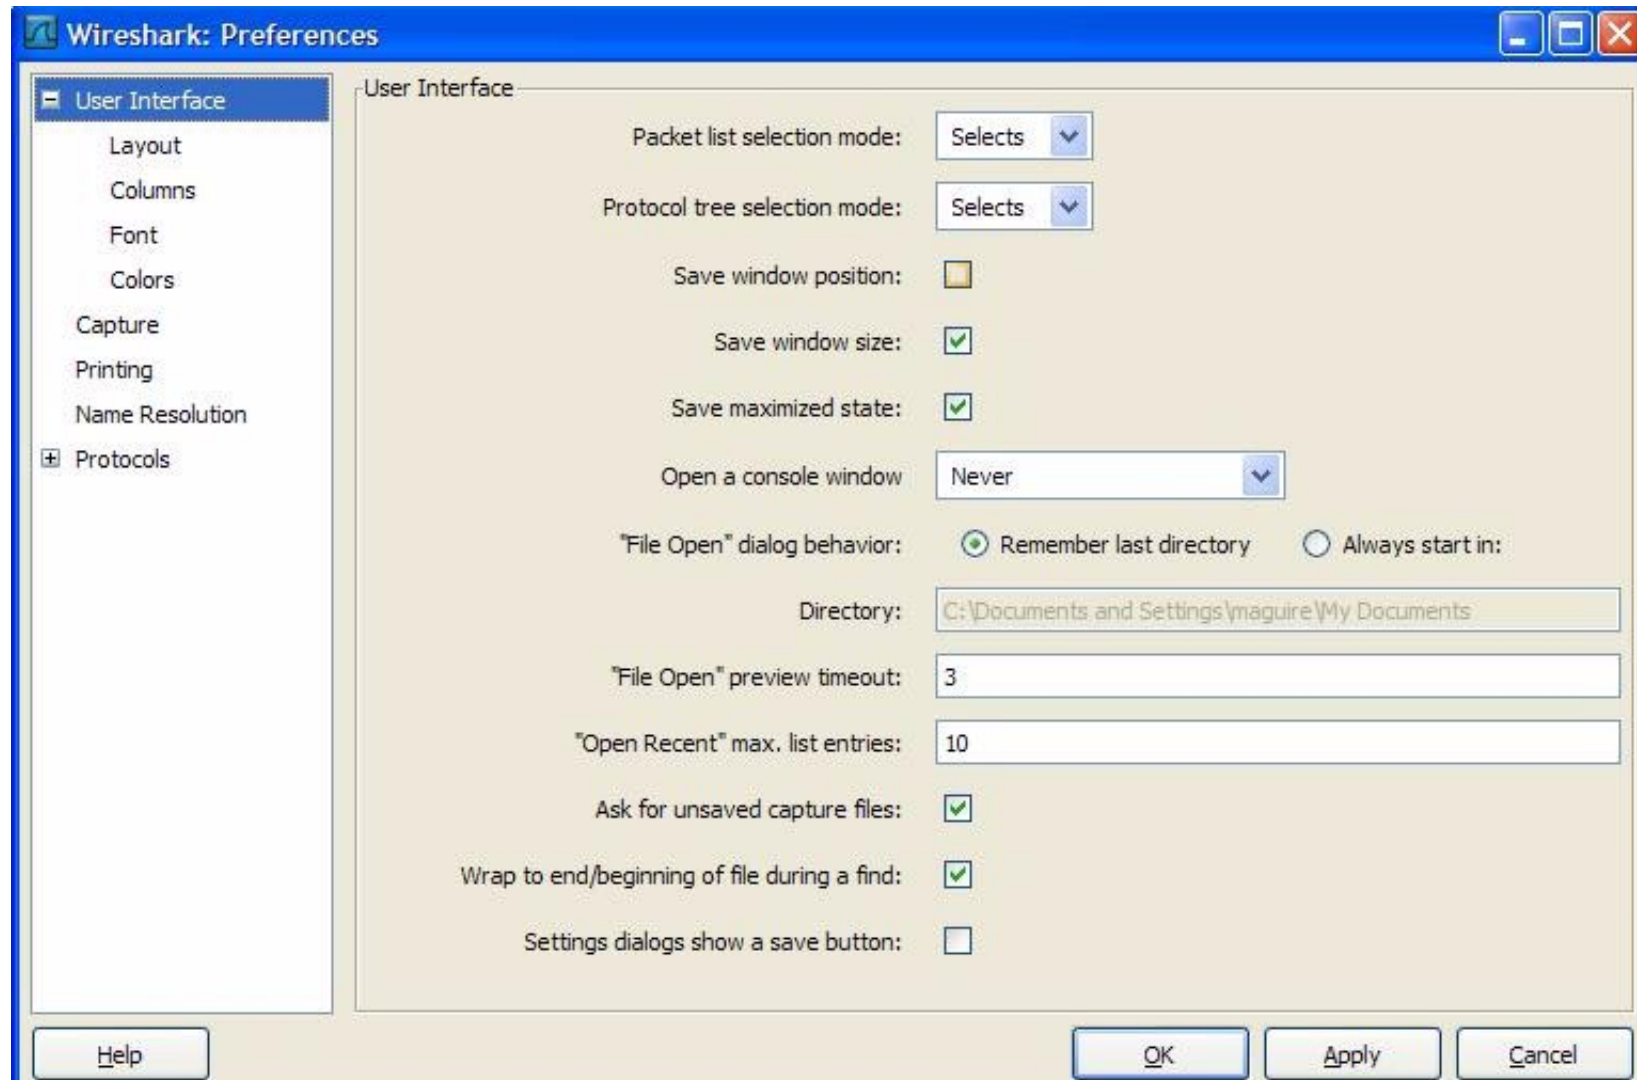 Wireshark: Preferences
User Interface
Layout
Columns
Font
Colors
Capture
Printing
Name Resolution
Protocols
User Interface
Packet list selection mode: Selects
Protocol tree selection mode: Selects
Save window position:
Save window size:
Save maximized state:
Open a console window Never
"File Open" dialog behavior: Remember last directory Always start in:
Directory: C:\Documents and Settings\maguire\My Documents
"File Open" preview timeout: 3
"Open Recent" max. list entries: 10
Ask for unsaved capture files:
Wrap to end/beginning of file during a find:
Settings dialogs show a save button:
Help OK Apply Cancel